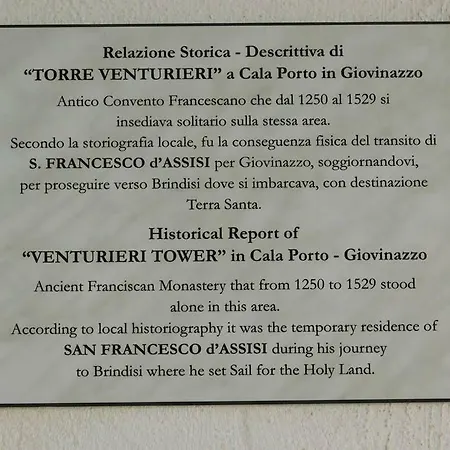 Relazione Storica - Descrittiva di
“TORRE VENTURIERI” a Cala Porto in Giovinazzo
Antico Convento Francescano che dal 1250 al 1529 si
insediava solitario sulla stessa area.
Secondo la storiografia locale, fu la conseguenza fisica del transito di
S. FRANCESCO d’ASSISI per Giovinazzo, soggiornandovi,
per proseguire verso Brindisi dove si imbarcava, con destinazione
Terra Santa.
Historical Report of
“VENTURIERI TOWER” in Cala Porto - Giovinazzo
Ancient Franciscan Monastery that from 1250 to 1529 stood
alone in this area.
According to local historiography it was the temporary residence of
SAN FRANCESCO d’ASSISI during his journey
to Brindisi where he set Sail for the Holy Land.